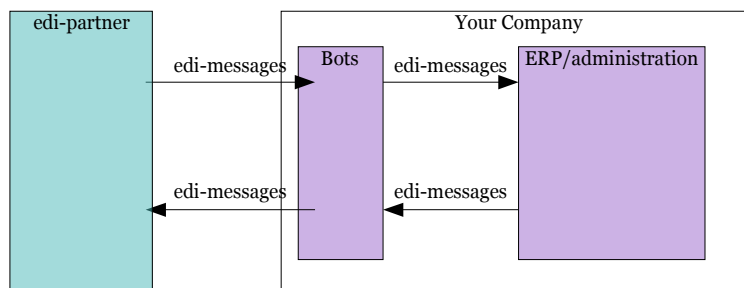 edi-partner
Your Company
Bots
ERP/administration
edi-messages
edi-messages
edi-messages
edi-messages